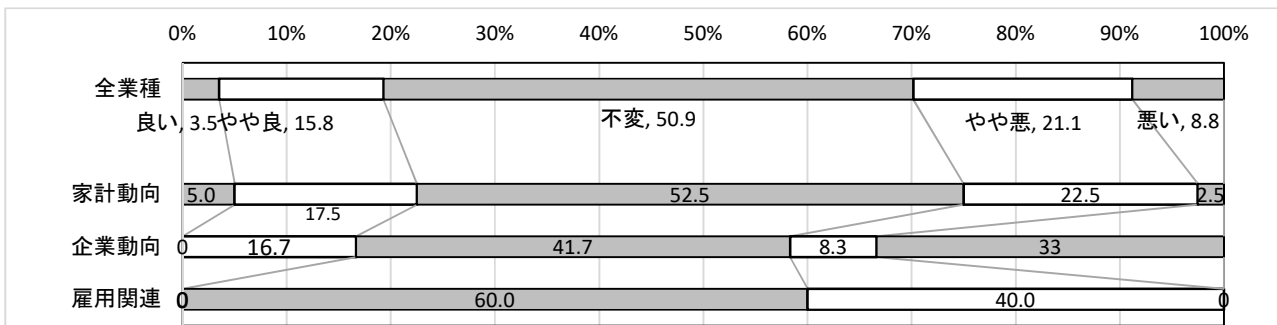 0% 10% 20% 30% 40% 50% 60% 70% 80% 90% 100%
全業種
良い, 3.5 やや良, 15.8 不変, 50.9 やや悪, 21.1 悪い, 8.8
家計動向 5.0 17.5 52.5 22.5 2.5
企業動向 0 16.7 41.7 8.3 33
雇用関連 0 0 60.0 40.0 0